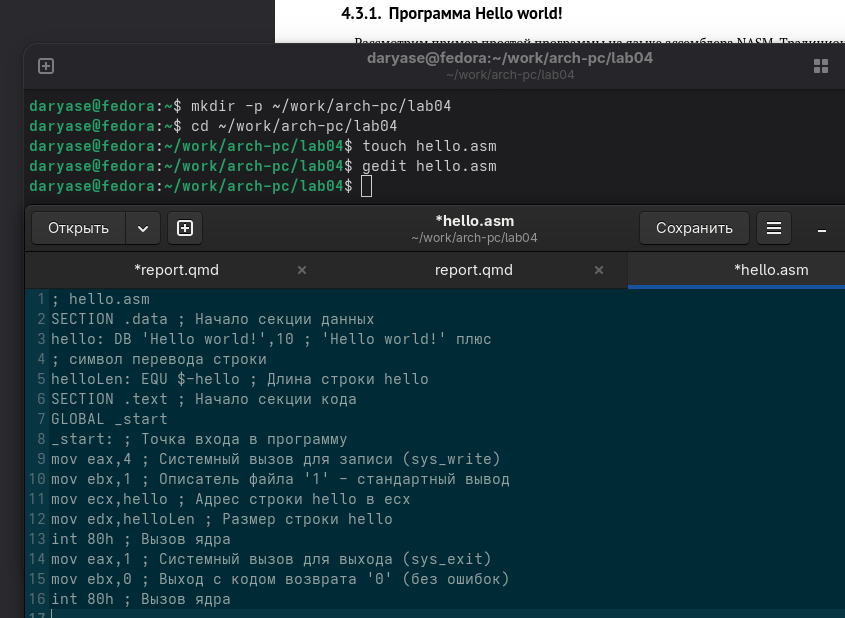 4.3.1. Программа Hello world!
Рассмотрим пример простой программы на языке ассемблера NASM. Традицион
daryase@fedora:~/work/arch-pc/lab04
~/work/arch-pc/lab04
daryase@fedora:~$ mkdir -p ~/work/arch-pc/lab04
daryase@fedora:~$ cd ~/work/arch-pc/lab04
daryase@fedora:~/work/arch-pc/lab04$ touch hello.asm
daryase@fedora:~/work/arch-pc/lab04$ gedit hello.asm
daryase@fedora:~/work/arch-pc/lab04$
Открыть
*hello.asm
~/work/arch-pc/lab04
Сохранить
*report.qmd
report.qmd
*hello.asm
1 ; hello.asm
2 SECTION .data ; Начало секции данных
3 hello: DB 'Hello world!',10 ; 'Hello world!' плюс
4 ; символ перевода строки
5 helloLen: EQU $-hello ; Длина строки hello
6 SECTION .text ; Начало секции кода
7 GLOBAL _start
8 _start: ; Точка входа в программу
9 mov eax,4 ; Системный вызов для записи (sys_write)
10 mov ebx,1 ; Описатель файла '1' - стандартный вывод
11 mov ecx,hello ; Адрес строки hello в ecx
12 mov edx,helloLen ; Размер строки hello
13 int 80h ; Вызов ядра
14 mov eax,1 ; Системный вызов для выхода (sys_exit)
15 mov ebx,0 ; Выход с кодом возврата '0' (без ошибок)
16 int 80h ; Вызов ядра
17